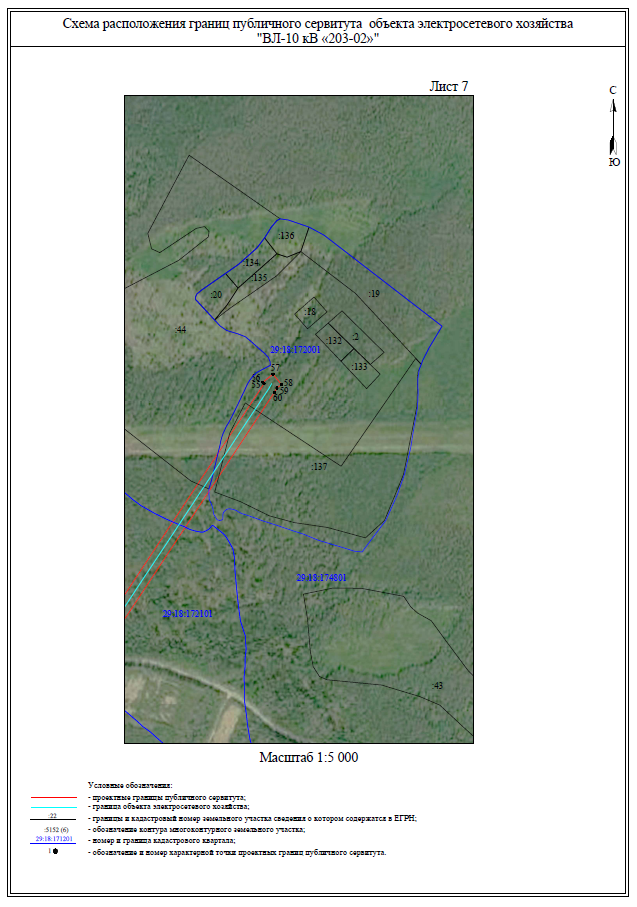 Схема расположения границ публичного сервитута объекта электросетевого хозяйства
"ВЛ-10 кВ «203-02»"
Лист 7
С
Ю
:136
:134
:135
:20
:19
:18
:44
:2
:132
29:18:172001
:133
57
56
58
55
59
60
:137
29:18:174801
29:18:172101
:43
Масштаб 1:5 000
Условные обозначения:
- проектные границы публичного сервитута;
- граница объекта электросетевого хозяйства;
:22 - границы и кадастровый номер земельного участка сведения о котором содержатся в ЕГРН;
:5152 (6) - обозначение контура многоконтурного земельного участка;
29:18:171201 - номер и граница кадастрового квартала;
1 - обозначение и номер характерной точки проектных границ публичного сервитута.